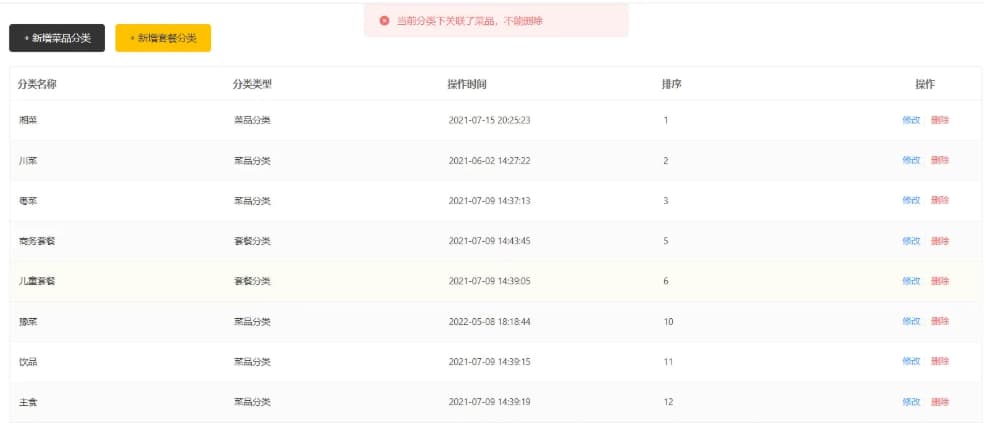 当前分类下关联了菜品，不能删除
+ 新增菜品分类 + 新增套餐分类
分类名称 分类类型 操作时间 排序 操作
湘菜 菜品分类 2021-07-15 20:25:23 1 修改 删除
川菜 菜品分类 2021-06-02 14:27:22 2 修改 删除
粤菜 菜品分类 2021-07-09 14:37:13 3 修改 删除
商务套餐 套餐分类 2021-07-09 14:43:45 5 修改 删除
儿童套餐 套餐分类 2021-07-09 14:39:05 6 修改 删除
豫菜 菜品分类 2022-05-08 18:18:44 10 修改 删除
饮品 菜品分类 2021-07-09 14:39:15 11 修改 删除
主食 菜品分类 2021-07-09 14:39:19 12 修改 删除